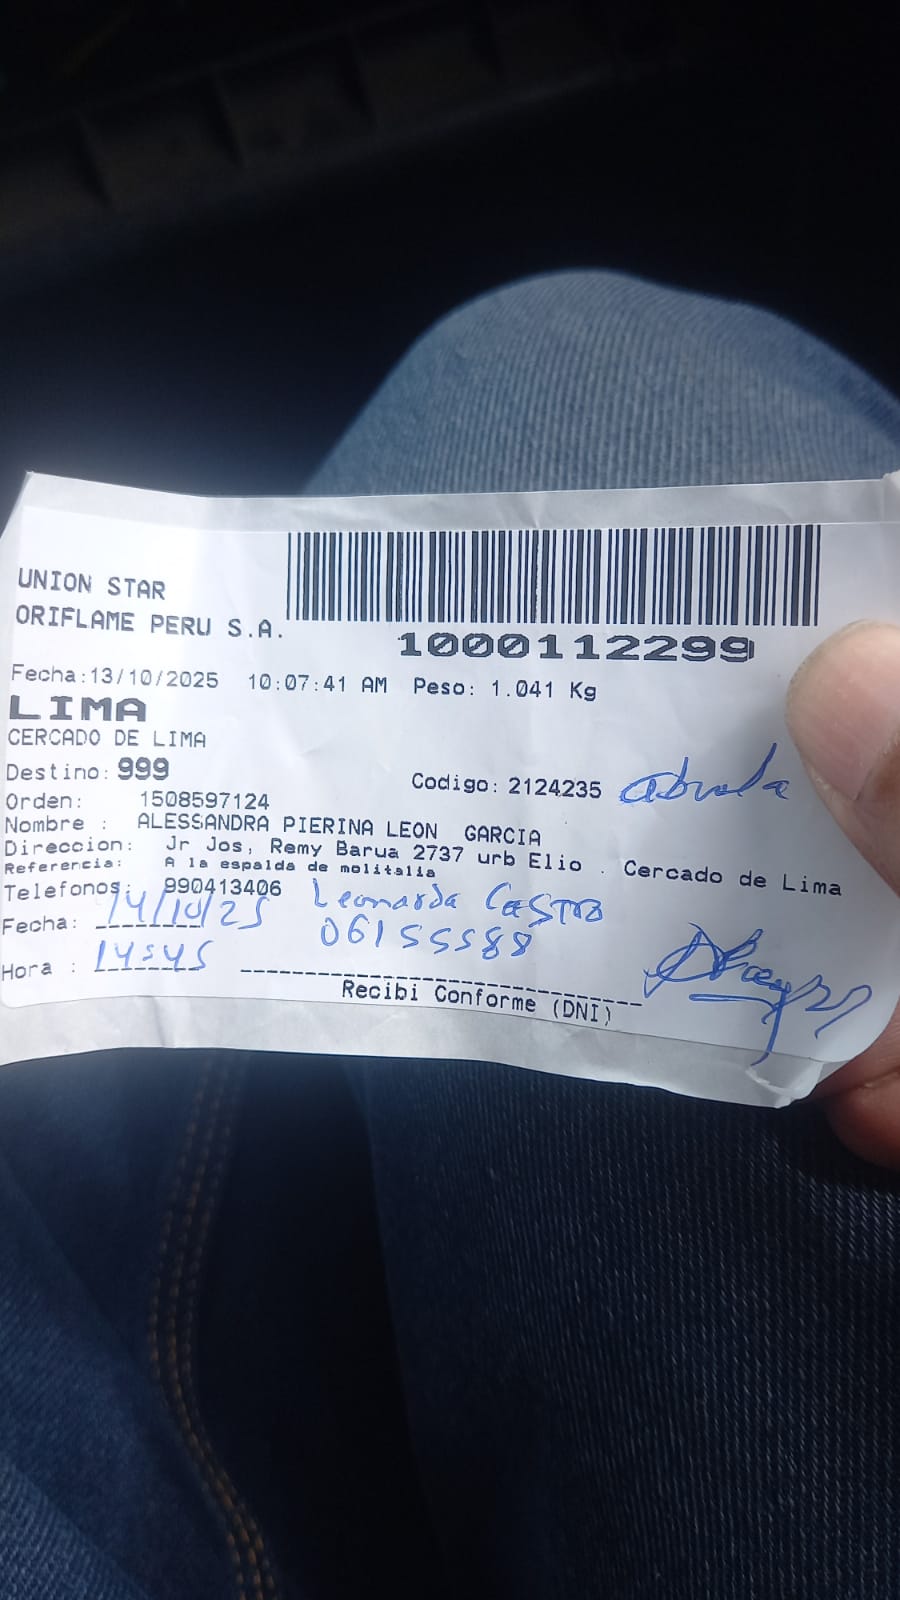 UNION STAR
ORIFLAME PERU S.A.
1000112299
Fecha:13/10/2025 10:07:41 AM Peso: 1.041 Kg
LIMA
CERCADO DE LIMA
Destino: 999
Codigo: 2124235 abuela
Orden: 1508597124
Nombre : ALESSANDRA PIERINA LEON GARCIA
Direccion: Jr Jos, Remy Barua 2737 urb Elio . Cercado de Lima
Referencia: A la espalda de molitalia
Telefonos: 990413406 Leonarda Castro
Fecha: 14/10/25 06155588
Hora : 14:45
Recibi Conforme (DNI)